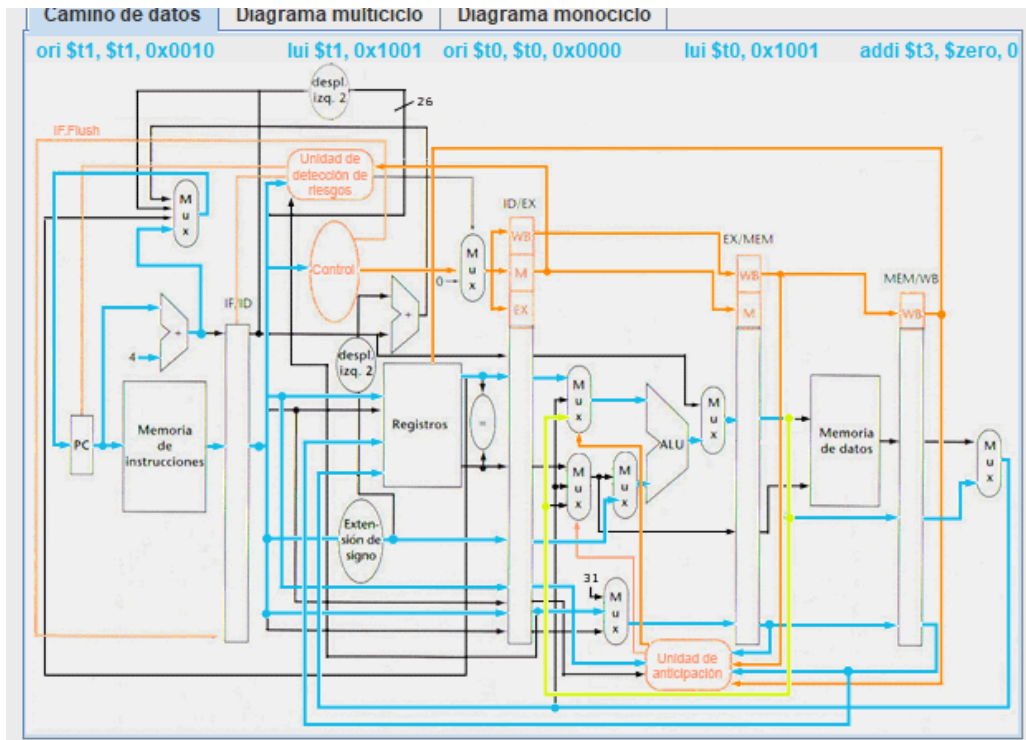 Camino de datos Diagrama multiciclo Diagrama monociclo
ori $t1, $t1, 0x0010 lui $t1, 0x1001 ori $t0, $t0, 0x0000 lui $t0, 0x1001 addi $t3, $zero, 0
despl.
izq. 2
26
IF.Flush
Unidad de
detección de
riesgos
M
u
x
ID/EX
WB
M
EX
Control
M
u
x
0
EX/MEM
WB
M
MEM/WB
WB
IF/ID
+
4
+
despl.
izq. 2
PC
Memoria
de
instrucciones
Registros
=
M
u
x
M
u
x
M
u
x
ALU
M
u
x
Memoria
de datos
M
u
x
Exten-
sión de
signo
31
M
u
x
Unidad de
anticipación